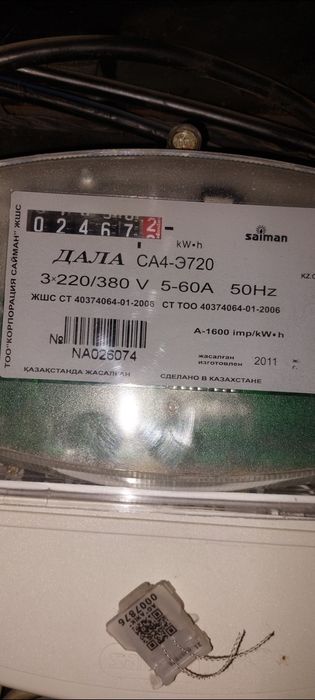 024672
kW•h
saiman
ДАЛА СА4-Э720
3×220/380 V 5-60A 50Hz
ЖШС СТ 40374064-01-2006 СТ ТОО 40374064-01-2006
A-1600 imp/kW•h
№
NA026074
жасалған
изготовлен 2011 ж.
г.
ҚАЗАҚСТАНДА ЖАСАЛҒАН СДЕЛАНО В КАЗАХСТАНЕ
ТОО "КОРПОРАЦИЯ САЙМАН" ЖШС
KZ.
0007876